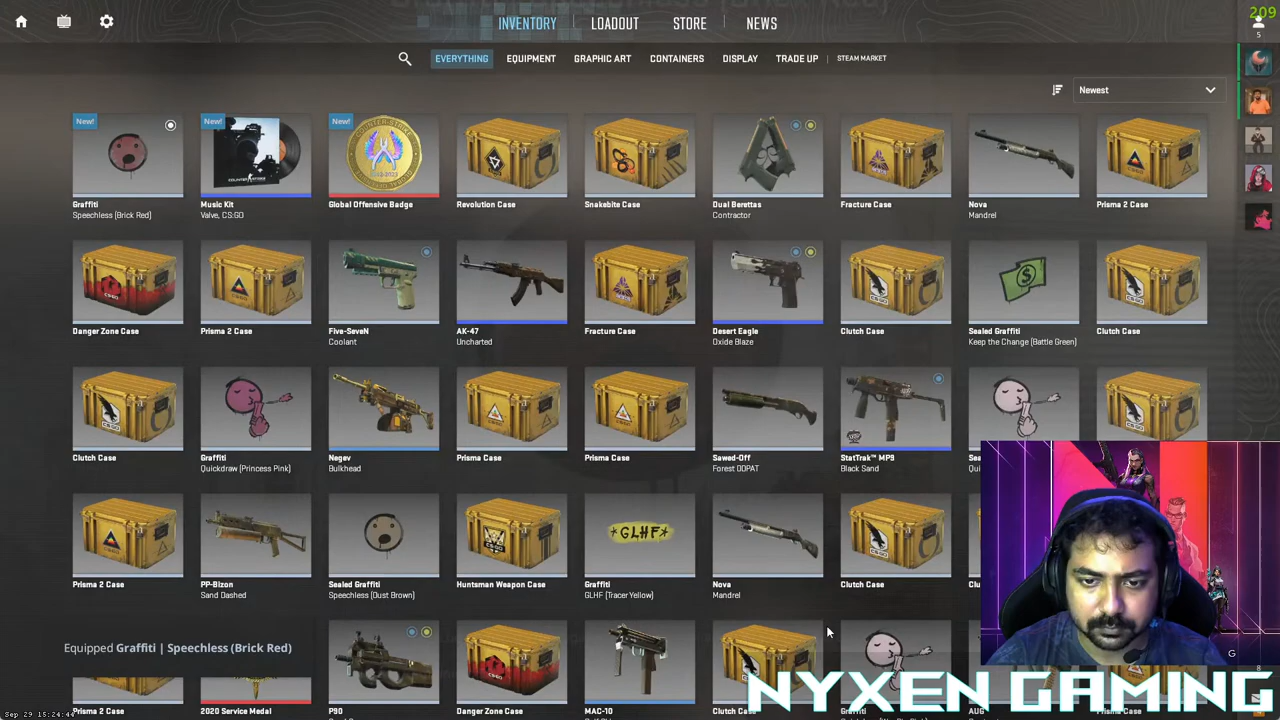 209
INVENTORY
LOADOUT
STORE
NEWS
5
EVERYTHING
EQUIPMENT
GRAPHIC ART
CONTAINERS
DISPLAY
TRADE UP
STEAM MARKET
Newest
New!
New!
New!
Graffiti
Speechless (Brick Red)
Music Kit
Valve, CS:GO
Global Offensive Badge
Revolution Case
Snakebite Case
Dual Berettas
Contractor
Fracture Case
Nova
Mandrel
Prisma 2 Case
Danger Zone Case
Prisma 2 Case
Five-SeveN
Coolant
AK-47
Uncharted
Fracture Case
Desert Eagle
Oxide Blaze
Clutch Case
Sealed Graffiti
Keep the Change (Battle Green)
Clutch Case
Clutch Case
Graffiti
Quickdraw (Princess Pink)
Negev
Bulkhead
Prisma Case
Prisma Case
Sawed-Off
Forest DDPAT
StatTrak™ MP9
Black Sand
*GLHF*
Prisma 2 Case
PP-Bizon
Sand Dashed
Sealed Graffiti
Speechless (Dust Brown)
Huntsman Weapon Case
Graffiti
GLHF (Tracer Yellow)
Nova
Mandrel
Clutch Case
Equipped Graffiti | Speechless (Brick Red)
G
8
Prisma 2 Case
2020 Service Medal
P90
Danger Zone Case
MAC-10
Clutch Case
NYXEN GAMING